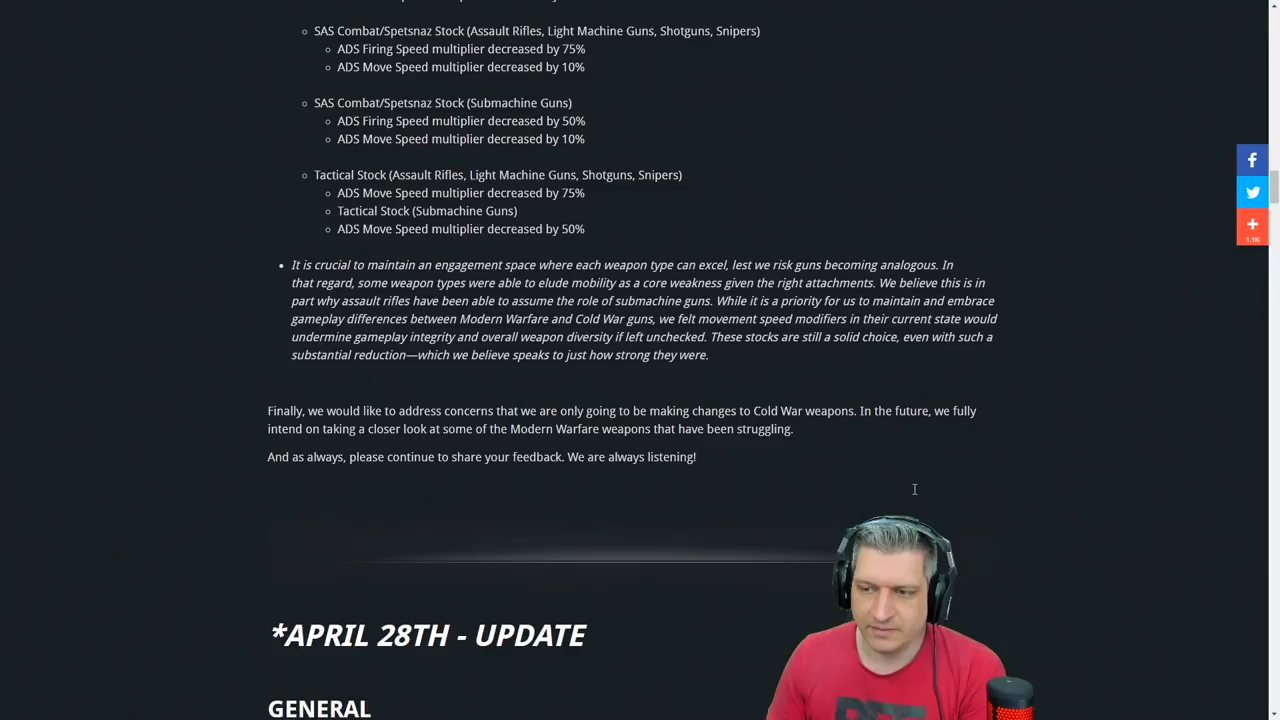 SAS Combat/Spetsnaz Stock (Assault Rifles, Light Machine Guns, Shotguns, Snipers)
ADS Firing Speed multiplier decreased by 75%
ADS Move Speed multiplier decreased by 10%
SAS Combat/Spetsnaz Stock (Submachine Guns)
ADS Firing Speed multiplier decreased by 50%
ADS Move Speed multiplier decreased by 10%
Tactical Stock (Assault Rifles, Light Machine Guns, Shotguns, Snipers)
ADS Move Speed multiplier decreased by 75%
Tactical Stock (Submachine Guns)
ADS Move Speed multiplier decreased by 50%
It is crucial to maintain an engagement space where each weapon type can excel, lest we risk guns becoming analogous. In
that regard, some weapon types were able to elude mobility as a core weakness given the right attachments. We believe this is in
part why assault rifles have been able to assume the role of submachine guns. While it is a priority for us to maintain and embrace
gameplay differences between Modern Warfare and Cold War guns, we felt movement speed modifiers in their current state would
undermine gameplay integrity and overall weapon diversity if left unchecked. These stocks are still a solid choice, even with such a
substantial reduction—which we believe speaks to just how strong they were.
Finally, we would like to address concerns that we are only going to be making changes to Cold War weapons. In the future, we fully
intend on taking a closer look at some of the Modern Warfare weapons that have been struggling.
And as always, please continue to share your feedback. We are always listening!
*APRIL 28TH - UPDATE
GENERAL
1.1K